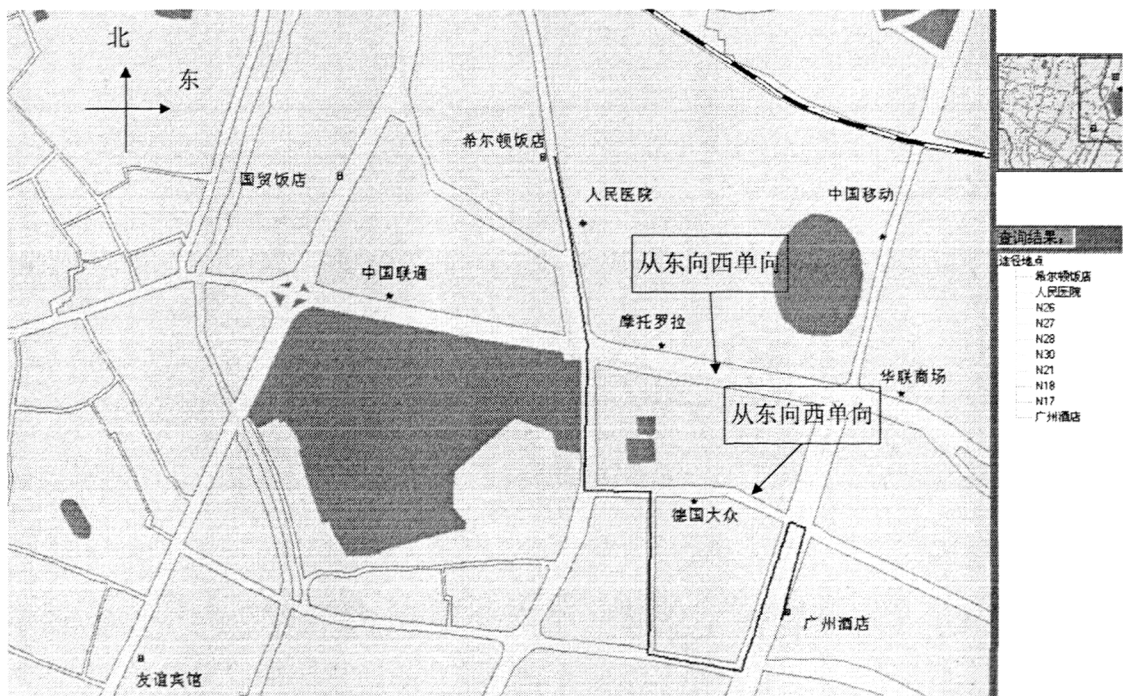 北
东
希尔顿饭店
国贸饭店
人民医院
中国移动
从东向西单向
中国联通
摩托罗拉
华联商场
从东向西单向
德国大众
广州酒店
友谊宾馆
查询结果:
途径地点
希尔顿饭店
人民医院
N26
N27
N28
N30
N21
N18
N17
广州酒店